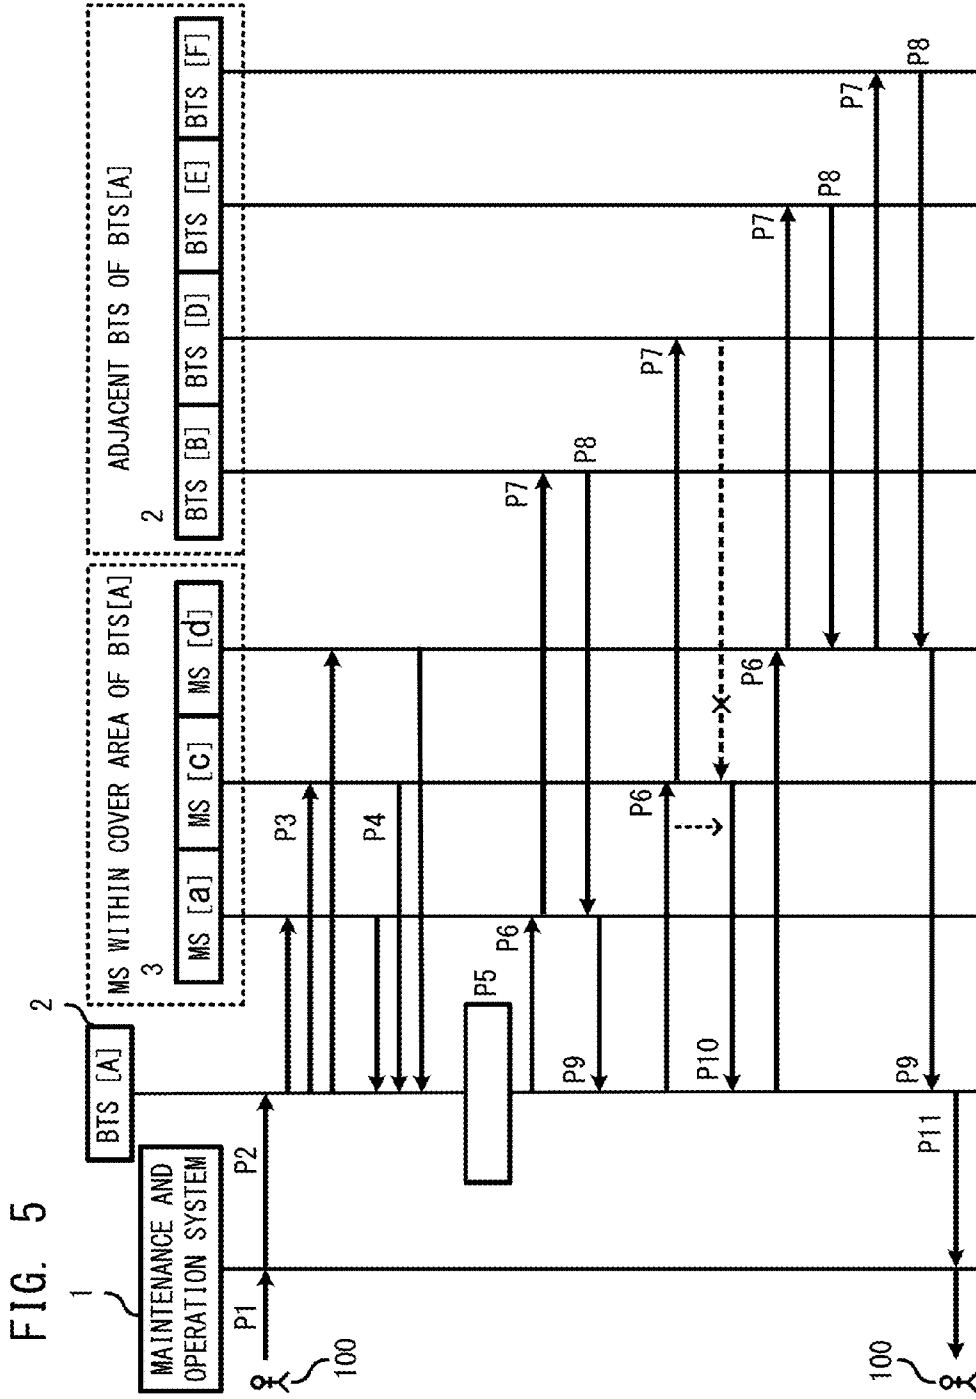 FIG. 5
1
MAINTENANCE AND
OPERATION SYSTEM
2
BTS [A]
MS WITHIN COVER AREA OF BTS[A]
3
MS [a]
MS [c]
MS [d]
ADJACENT BTS OF BTS[A]
2
BTS [B]
BTS [D]
BTS [E]
BTS [F]
100
P1
P2
P3
P4
P5
P6
P7
P8
P9
P6
P7
P10
P6
P7
P8
P7
P8
P9
P11
100